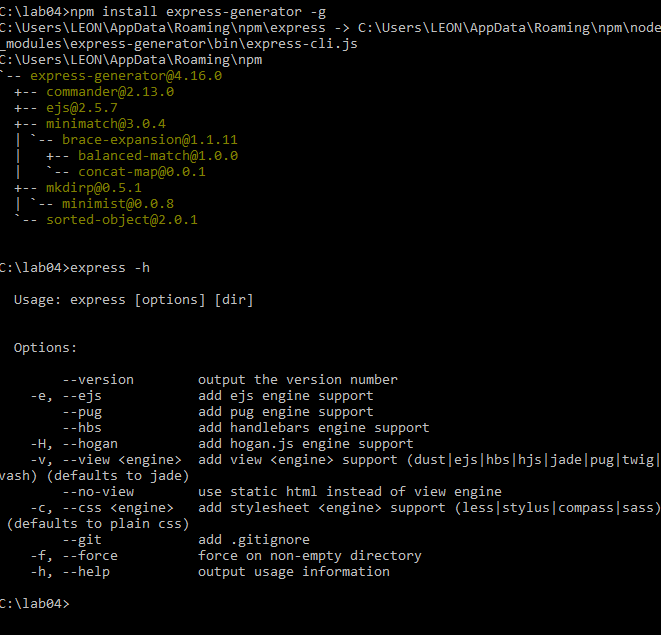 C:\lab04>npm install express-generator -g
C:\Users\LEON\AppData\Roaming\npm\express -> C:\Users\LEON\AppData\Roaming\npm\node
_modules\express-generator\bin\express-cli.js
C:\Users\LEON\AppData\Roaming\npm
`-- express-generator@4.16.0
  +-- commander@2.13.0
  +-- ejs@2.5.7
  +-- minimatch@3.0.4
  | `-- brace-expansion@1.1.11
  |   +-- balanced-match@1.0.0
  |   `-- concat-map@0.0.1
  +-- mkdirp@0.5.1
  | `-- minimist@0.0.8
  `-- sorted-object@2.0.1
C:\lab04>express -h
  Usage: express [options] [dir]
  Options:
        --version        output the version number
    -e, --ejs            add ejs engine support
        --pug            add pug engine support
        --hbs            add handlebars engine support
    -H, --hogan          add hogan.js engine support
    -v, --view <engine>  add view <engine> support (dust|ejs|hbs|hjs|jade|pug|twig|
vash) (defaults to jade)
        --no-view        use static html instead of view engine
    -c, --css <engine>   add stylesheet <engine> support (less|stylus|compass|sass)
 (defaults to plain css)
        --git            add .gitignore
    -f, --force          force on non-empty directory
    -h, --help           output usage information
C:\lab04>